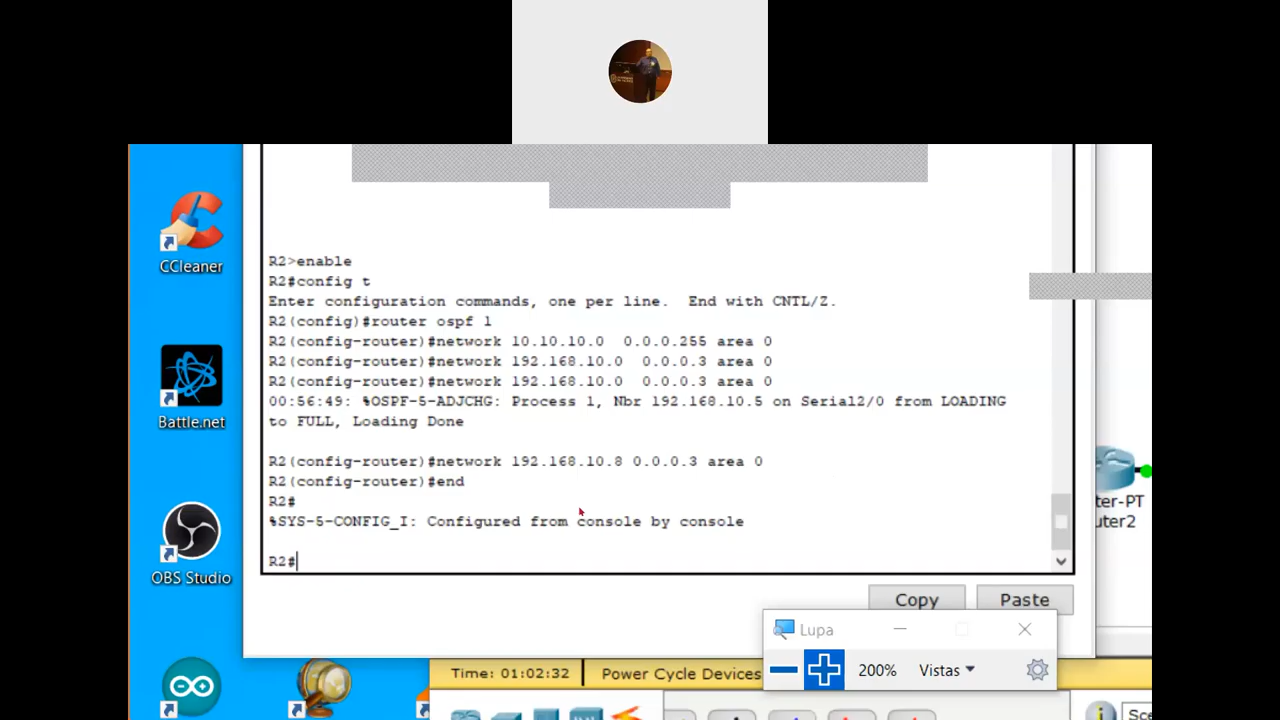 R2>enable
R2#config t
Enter configuration commands, one per line.  End with CNTL/Z.
R2(config)#router ospf 1
R2(config-router)#network 10.10.10.0  0.0.0.255 area 0
R2(config-router)#network 192.168.10.0  0.0.0.3 area 0
R2(config-router)#network 192.168.10.0  0.0.0.3 area 0
00:56:49: %OSPF-5-ADJCHG: Process 1, Nbr 192.168.10.5 on Serial2/0 from LOADING
to FULL, Loading Done
R2(config-router)#network 192.168.10.8 0.0.0.3 area 0
R2(config-router)#end
R2#
%SYS-5-CONFIG_I: Configured from console by console
R2#
CCleaner
Battle.net
OBS Studio
ter-PT
uter2
Copy
Paste
Lupa
200%
Vistas
Time: 01:02:32
Power Cycle Devices
Sce